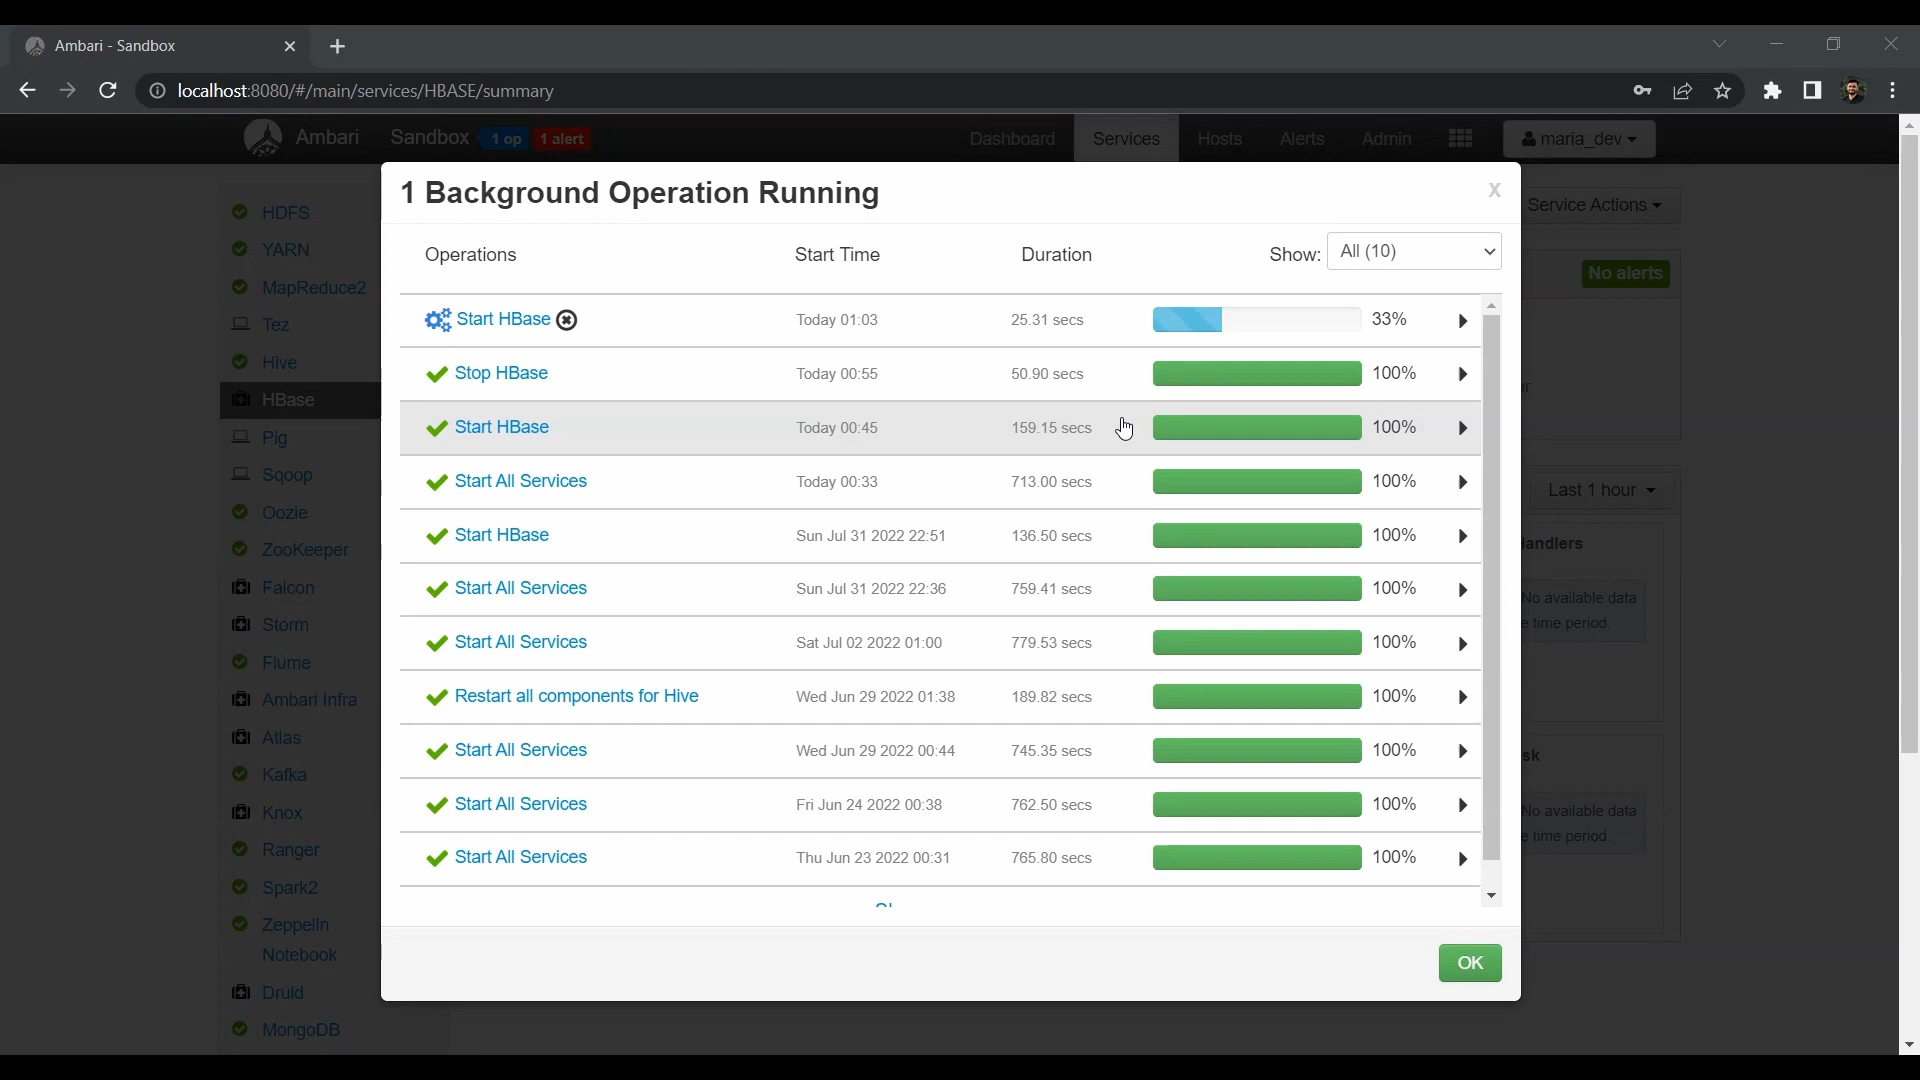 Ambari - Sandbox
localhost:8080/#/main/services/HBASE/summary
Ambari Sandbox 1 op 1 alert Dashboard Services Hosts Alerts Admin maria_dev
1 Background Operation Running x
Service Actions
No alerts
Operations Start Time Duration Show: All (10)
Start HBase Today 01:03 25.31 secs 33%
Stop HBase Today 00:55 50.90 secs 100%
Start HBase Today 00:45 159.15 secs 100%
Start All Services Today 00:33 713.00 secs 100%
Start HBase Sun Jul 31 2022 22:51 136.50 secs 100%
Start All Services Sun Jul 31 2022 22:36 759.41 secs 100%
Start All Services Sat Jul 02 2022 01:00 779.53 secs 100%
Restart all components for Hive Wed Jun 29 2022 01:38 189.82 secs 100%
Start All Services Wed Jun 29 2022 00:44 745.35 secs 100%
Start All Services Fri Jun 24 2022 00:38 762.50 secs 100%
Start All Services Thu Jun 23 2022 00:31 765.80 secs 100%
OK
HDFS
YARN
MapReduce2
Tez
Hive
HBase
Pig
Sqoop
Oozie
ZooKeeper
Falcon
Storm
Flume
Ambari Infra
Atlas
Kafka
Knox
Ranger
Spark2
Zeppelin
Notebook
Druid
MongoDB
Last 1 hour
No available data
time period.
No available data
time period.